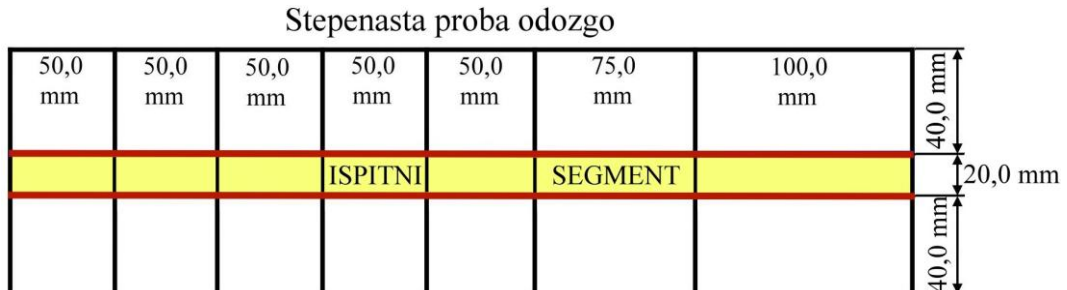 Stepenasta proba odozgo
50,0 50,0 50,0 50,0 50,0 75,0 100,0
mm mm mm mm mm mm mm
40,0 mm
ISPITNI SEGMENT
20,0 mm
40,0 mm